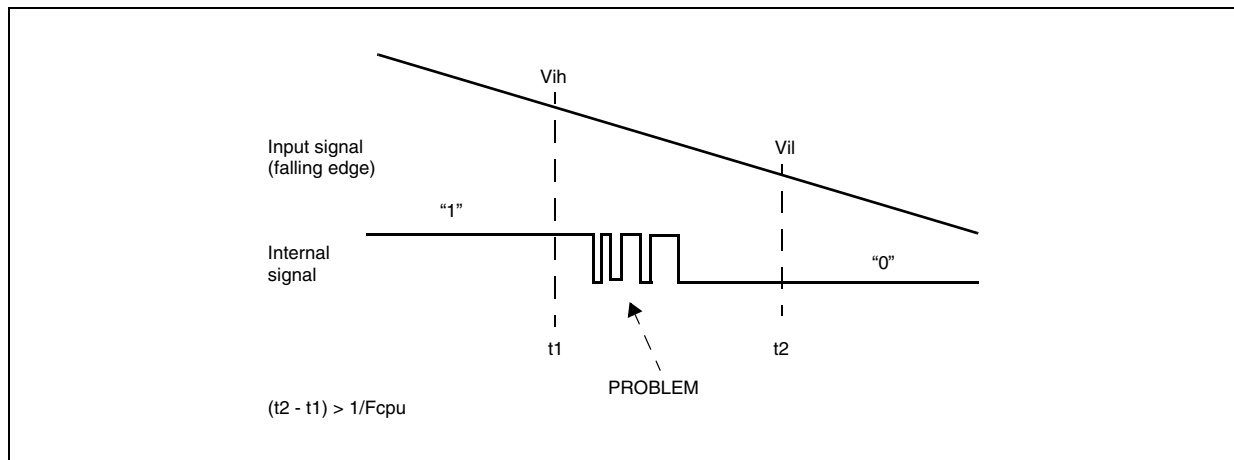 Vih
Input signal
(falling edge)
Vil
“1”
Internal
signal
“0”
t1
t2
PROBLEM
(t2 - t1) > 1/Fcpu